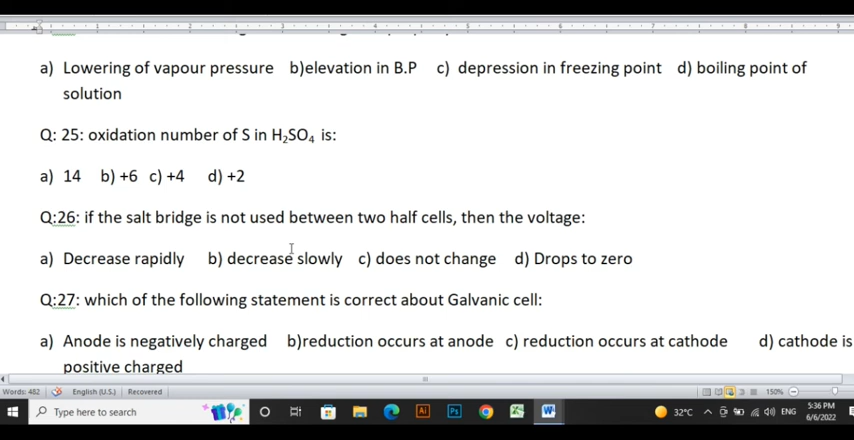 a) Lowering of vapour pressure b)elevation in B.P c) depression in freezing point d) boiling point of
solution
Q: 25: oxidation number of S in H₂SO₄ is:
a) 14 b) +6 c) +4 d) +2
Q:26: if the salt bridge is not used between two half cells, then the voltage:
a) Decrease rapidly b) decrease slowly c) does not change d) Drops to zero
Q:27: which of the following statement is correct about Galvanic cell:
a) Anode is negatively charged b)reduction occurs at anode c) reduction occurs at cathode d) cathode is
positive charged
Words: 482 English (U.S.) Recovered 150%
Type here to search 32°C ENG 5:36 PM
6/6/2022